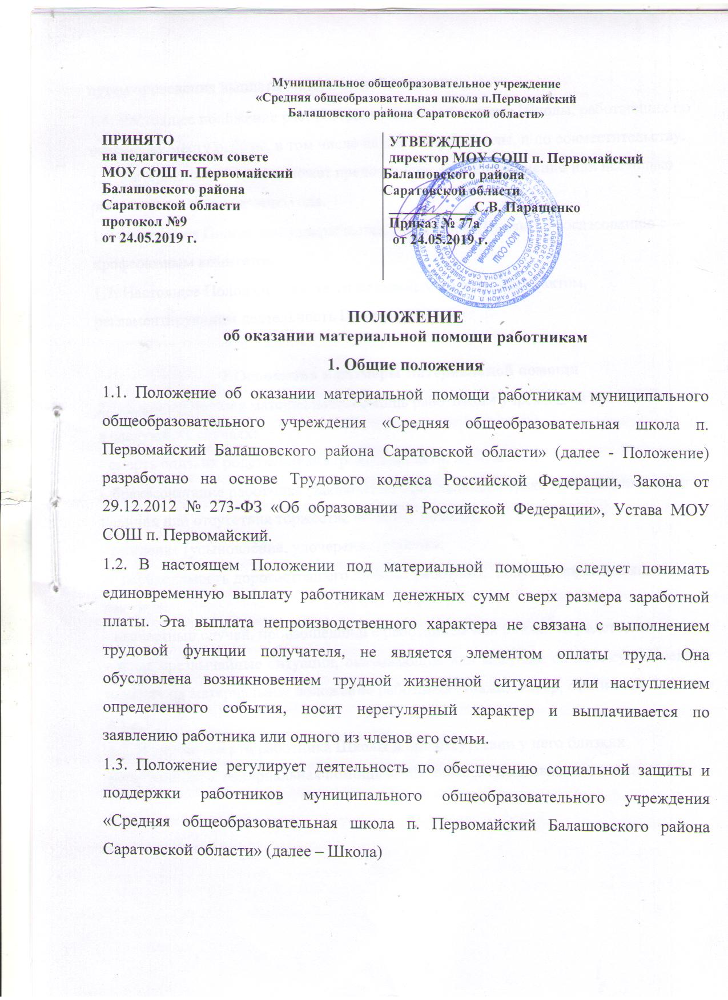 Муниципальное общеобразовательное учреждение
«Средняя общеобразовательная школа п.Первомайский
Балашовского района Саратовской области»
ПРИНЯТО
на педагогическом совете
МОУ СОШ п. Первомайский
Балашовского района
Саратовской области
протокол №9
от 24.05.2019 г.
УТВЕРЖДЕНО
директор МОУ СОШ п. Первомайский
Балашовского района
Саратовской области
С.В. Паращенко
Приказ № 77а
от 24.05.2019 г.
МОУ СОШ
п.Первомайский
Балашовского района
Саратовской
области
ПОЛОЖЕНИЕ
об оказании материальной помощи работникам
1. Общие положения
1.1. Положение об оказании материальной помощи работникам муниципального
общеобразовательного учреждения «Средняя общеобразовательная школа п.
Первомайский Балашовского района Саратовской области» (далее - Положение)
разработано на основе Трудового кодекса Российской Федерации, Закона от
29.12.2012 № 273-ФЗ «Об образовании в Российской Федерации», Устава МОУ
СОШ п. Первомайский.
1.2. В настоящем Положении под материальной помощью следует понимать
единовременную выплату работникам денежных сумм сверх размера заработной
платы. Эта выплата непроизводственного характера не связана с выполнением
трудовой функции получателя, не является элементом оплаты труда. Она
обусловлена возникновением трудной жизненной ситуации или наступлением
определенного события, носит нерегулярный характер и выплачивается по
заявлению работника или одного из членов его семьи.
1.3. Положение регулирует деятельность по обеспечению социальной защиты и
поддержки работников муниципального общеобразовательного учреждения
«Средняя общеобразовательная школа п. Первомайский Балашовского района
Саратовской области» (далее – Школа)